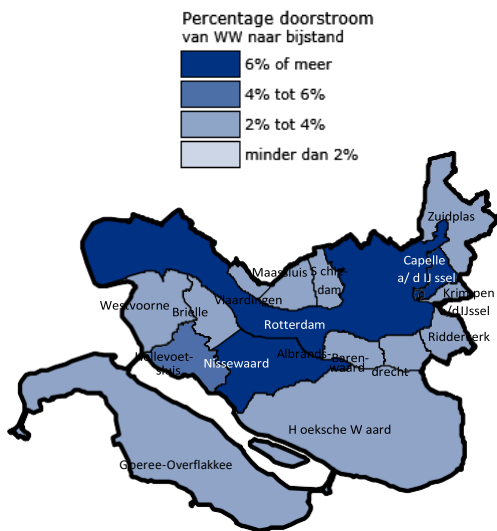 Percentage doorstroom
van WW naar bijstand
6% of meer
4% tot 6%
2% tot 4%
minder dan 2%
Zuidplas
Capelle
a/ d IJ ssel
Maassluis
S chie-
dam
Krimpen
a/d IJssel
Westvoorne
Brielle
Vlaardingen
Rotterdam
Ridderkerk
Hellevoet-
sluis
Nissewaard
Albrands-
waard
Baren-
drecht
H oeksche W aard
Goeree-Overflakkee